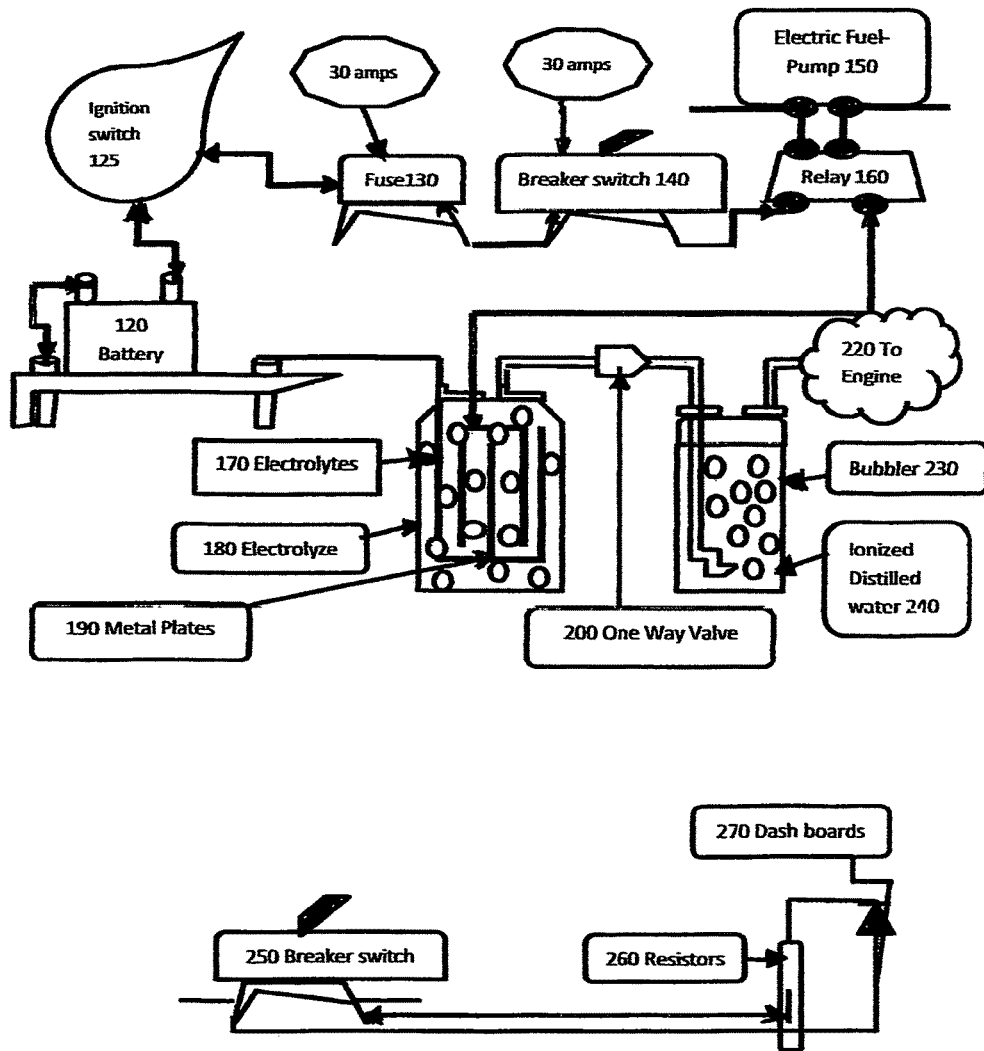 Electric Fuel-
Pump 150
30 amps
30 amps
Ignition
switch
125
Fuse130
Breaker switch 140
Relay 160
120
Battery
220 To
Engine
170 Electrolytes
Bubbler 230
180 Electrolyze
Ionized
Distilled
water 240
190 Metal Plates
200 One Way Valve
270 Dash boards
250 Breaker switch
260 Resistors